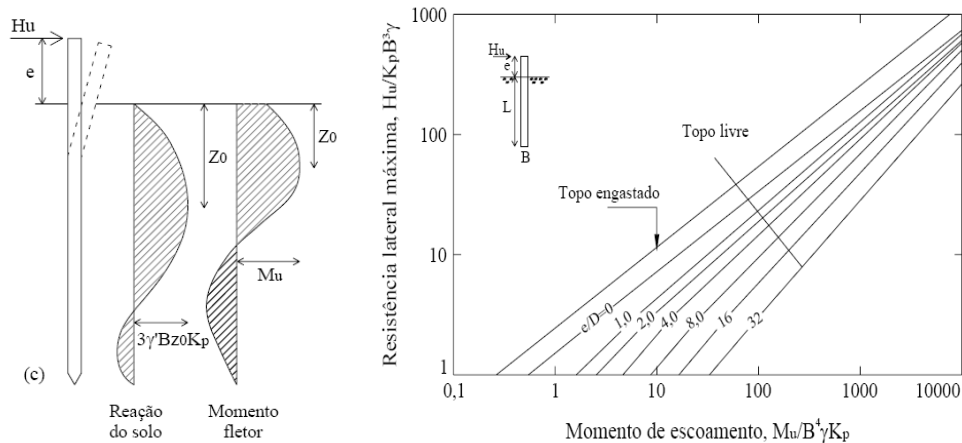 Hu
e
Z0
Z0
Mu
3γ'Bz0Kp
(c)
Reação
do solo
Momento
fletor
Resistência lateral máxima, Hu/KpB³γ
1000
100
10
1
0,1
1
10
100
1000
10000
Momento de escoamento, Mu/B⁴γKp
Hu
e
L
B
Topo livre
Topo engastado
e/D=0
1,0
2,0
4,0
8,0
16
32